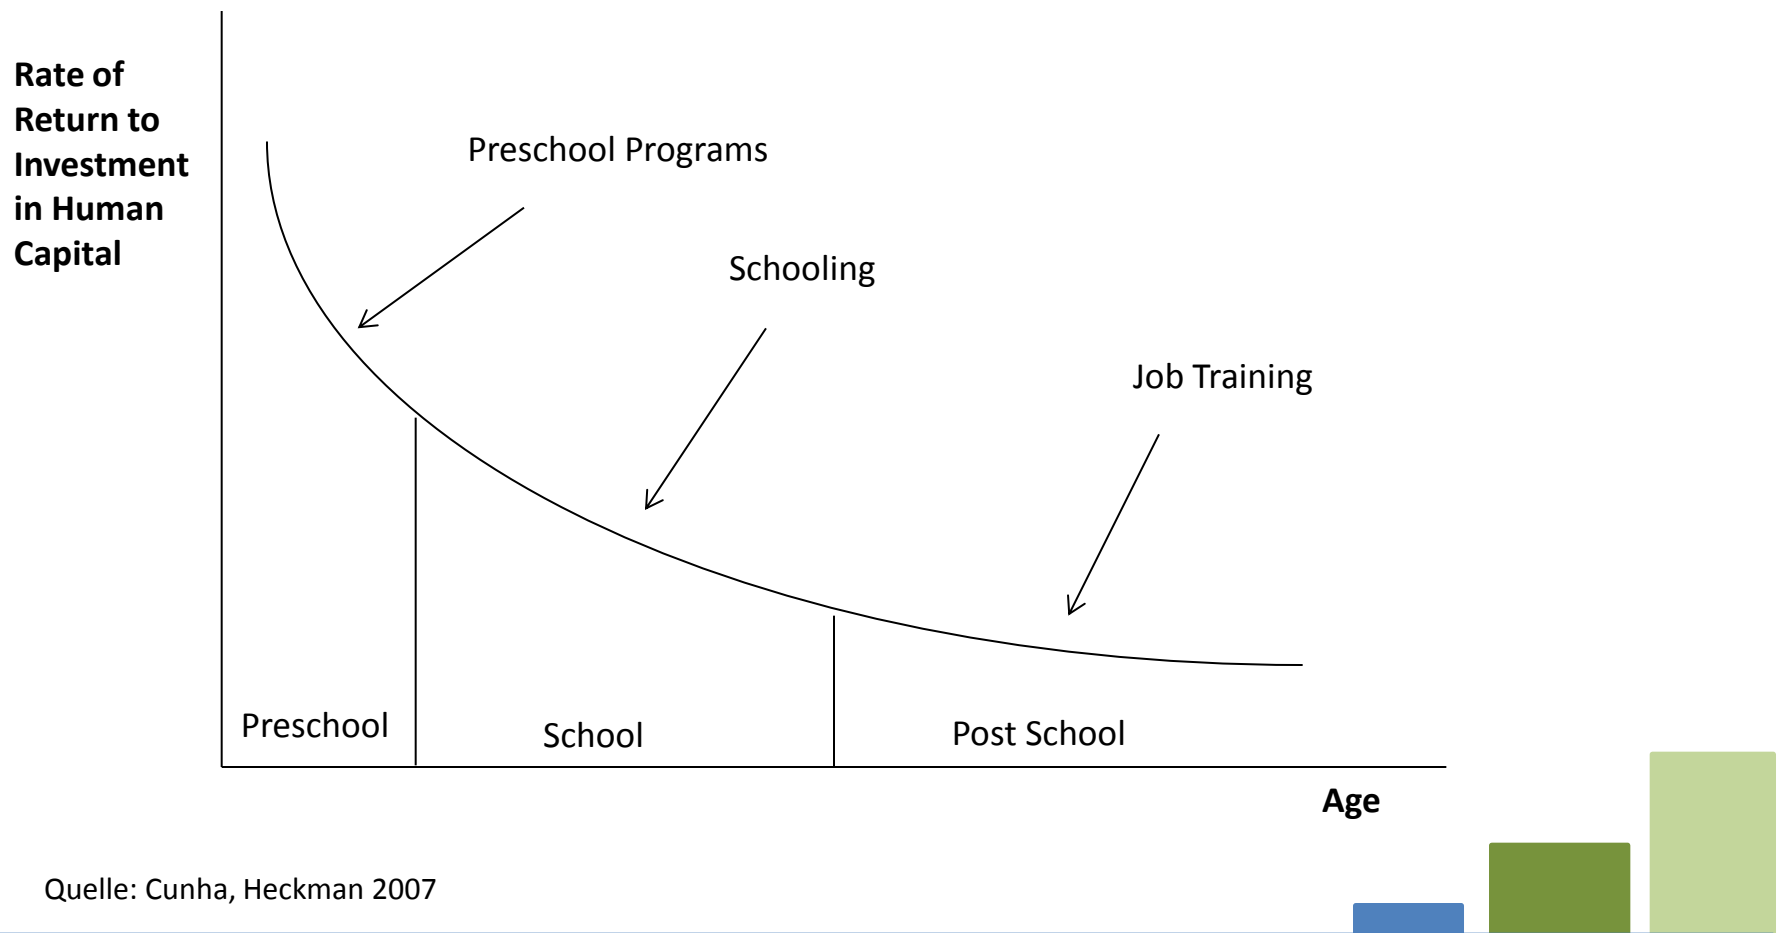 Rate of
Return to
Investment
in Human
Capital
Preschool Programs
Schooling
Job Training
Preschool
School
Post School
Age
Quelle: Cunha, Heckman 2007